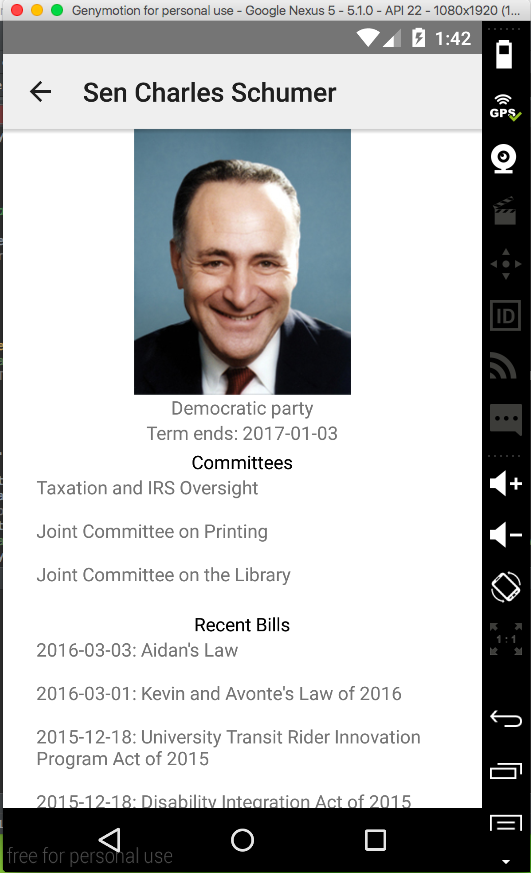 Genymotion for personal use - Google Nexus 5 - 5.1.0 - API 22 - 1080x1920 (1...
1:42
Sen Charles Schumer
GPS
ID
Democratic party
Term ends: 2017-01-03
Committees
Taxation and IRS Oversight
Joint Committee on Printing
Joint Committee on the Library
Recent Bills
2016-03-03: Aidan's Law
2016-03-01: Kevin and Avonte's Law of 2016
2015-12-18: University Transit Rider Innovation
Program Act of 2015
2015-12-18: Disability Integration Act of 2015
1:1
free for personal use